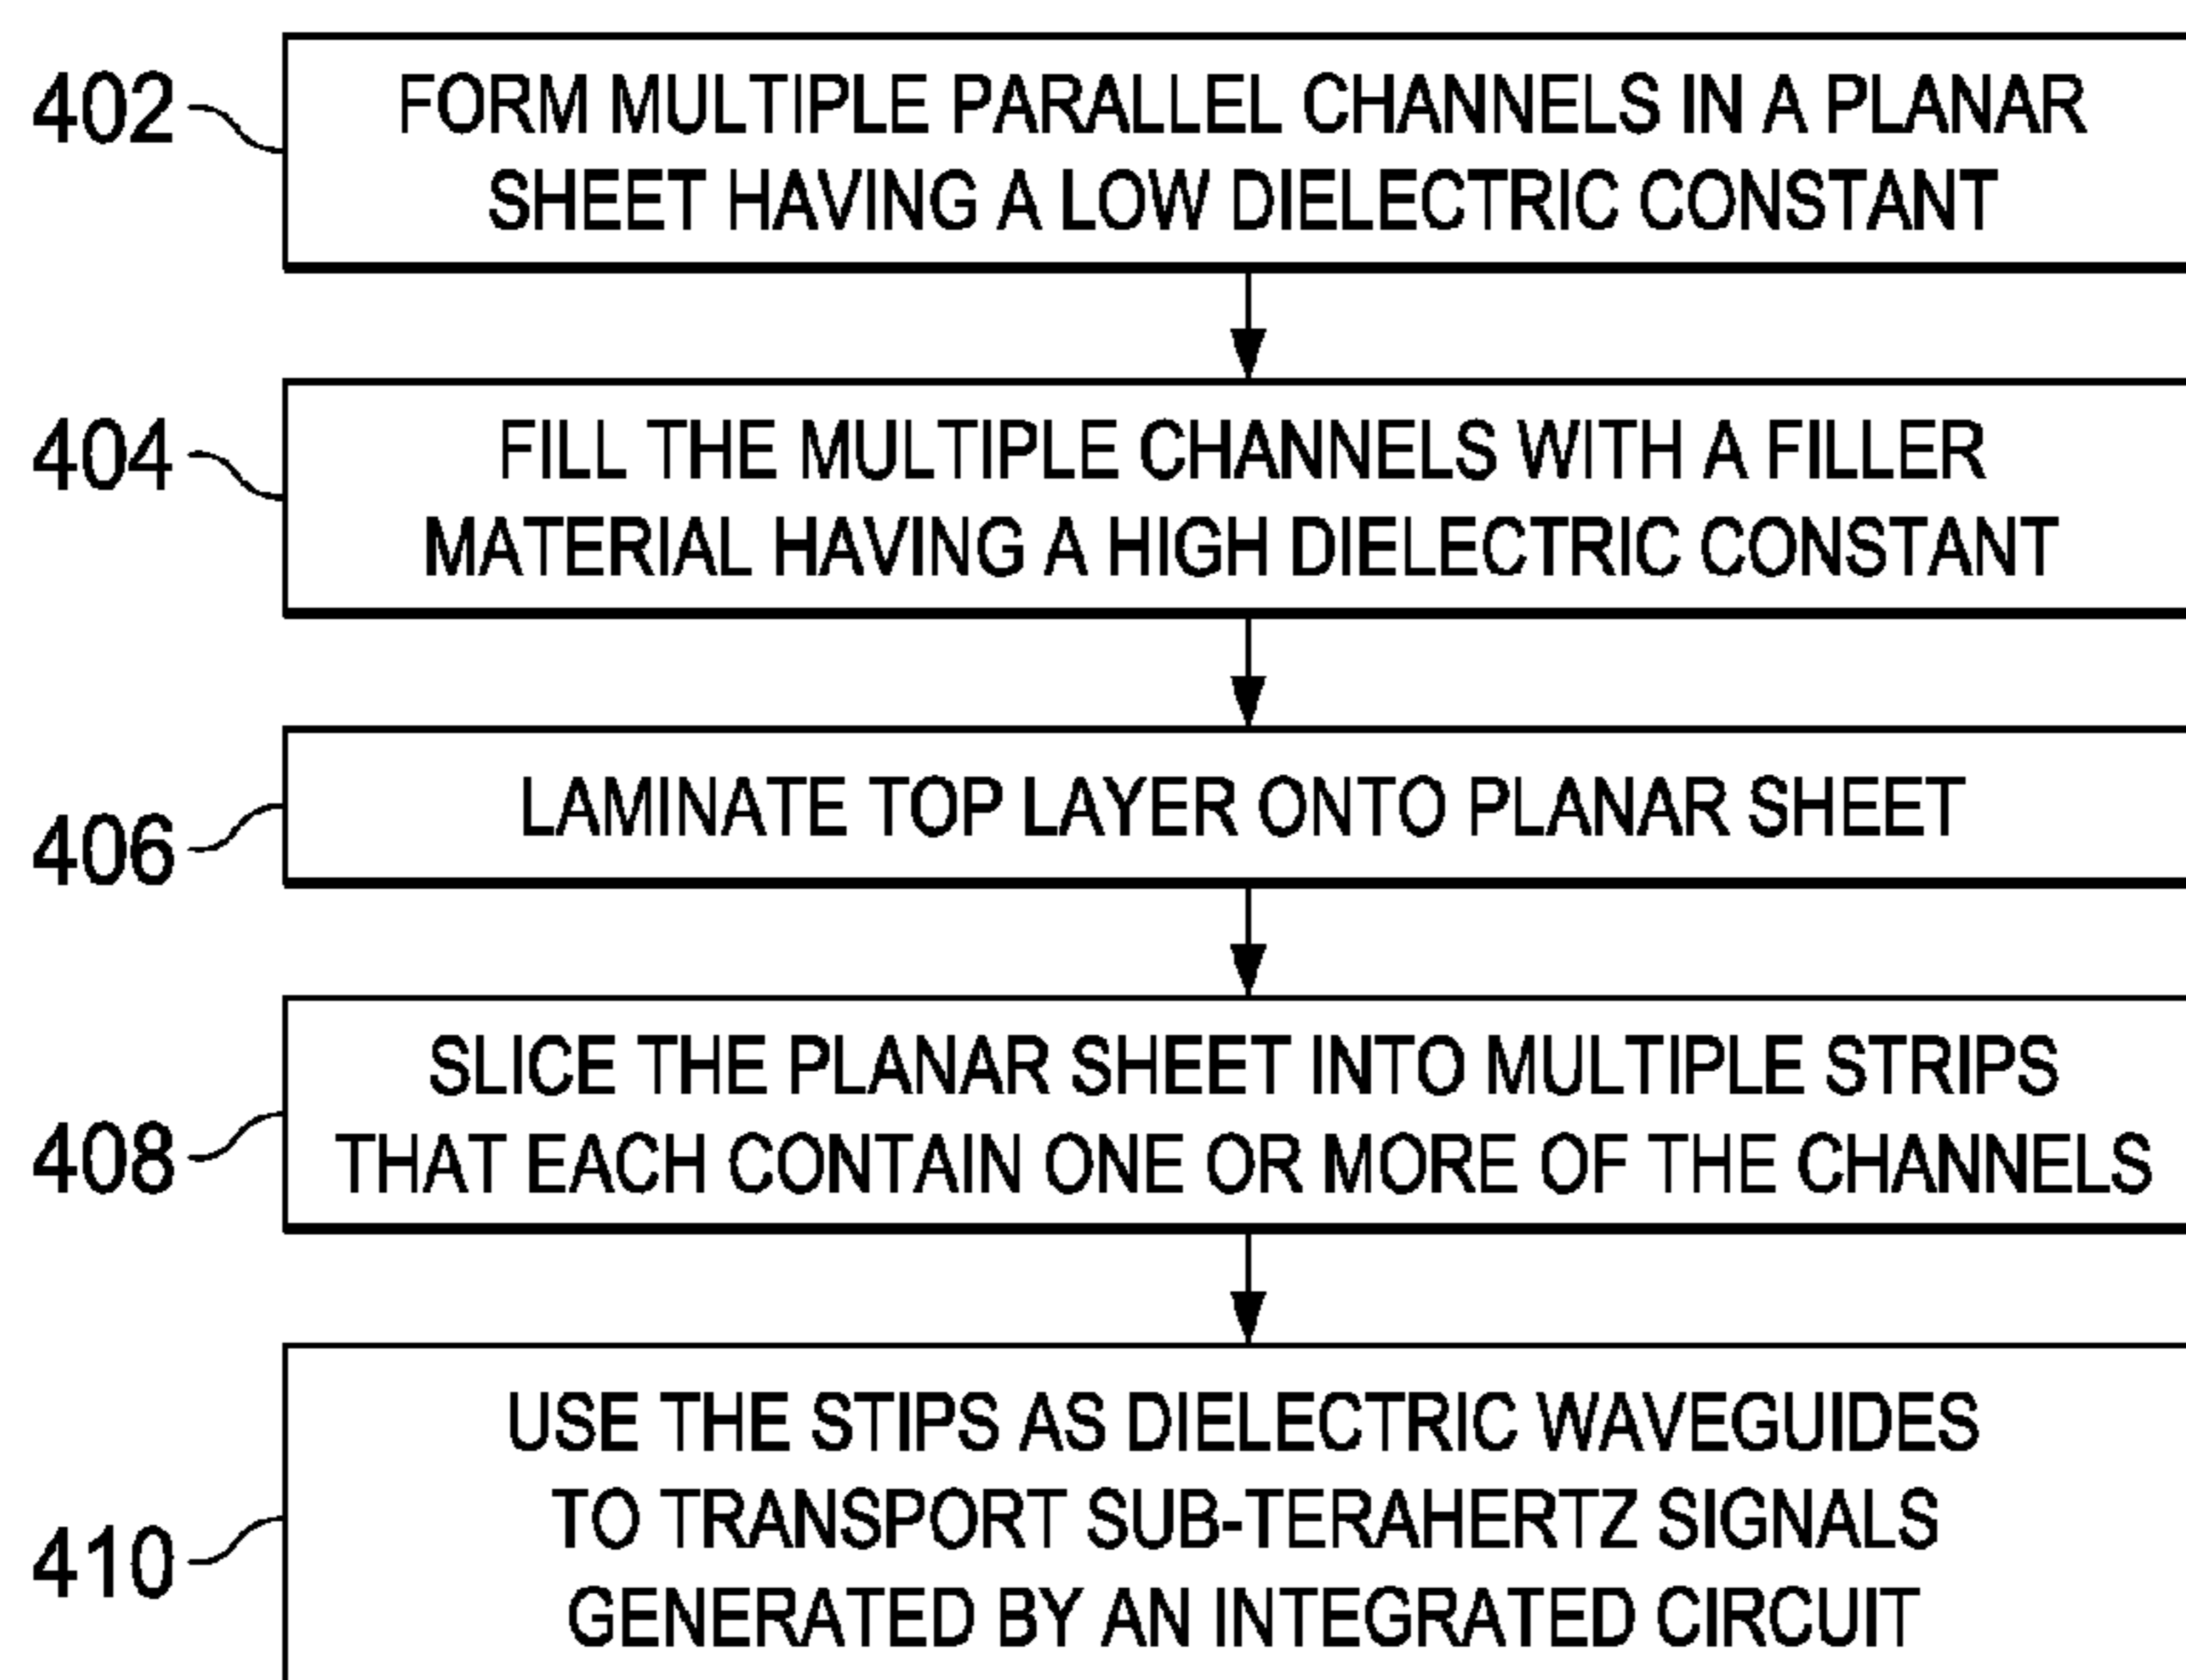 402
FORM MULTIPLE PARALLEL CHANNELS IN A PLANAR
SHEET HAVING A LOW DIELECTRIC CONSTANT
404
FILL THE MULTIPLE CHANNELS WITH A FILLER
MATERIAL HAVING A HIGH DIELECTRIC CONSTANT
406
LAMINATE TOP LAYER ONTO PLANAR SHEET
408
SLICE THE PLANAR SHEET INTO MULTIPLE STRIPS
THAT EACH CONTAIN ONE OR MORE OF THE CHANNELS
410
USE THE STIPS AS DIELECTRIC WAVEGUIDES
TO TRANSPORT SUB-TERAHERTZ SIGNALS
GENERATED BY AN INTEGRATED CIRCUIT